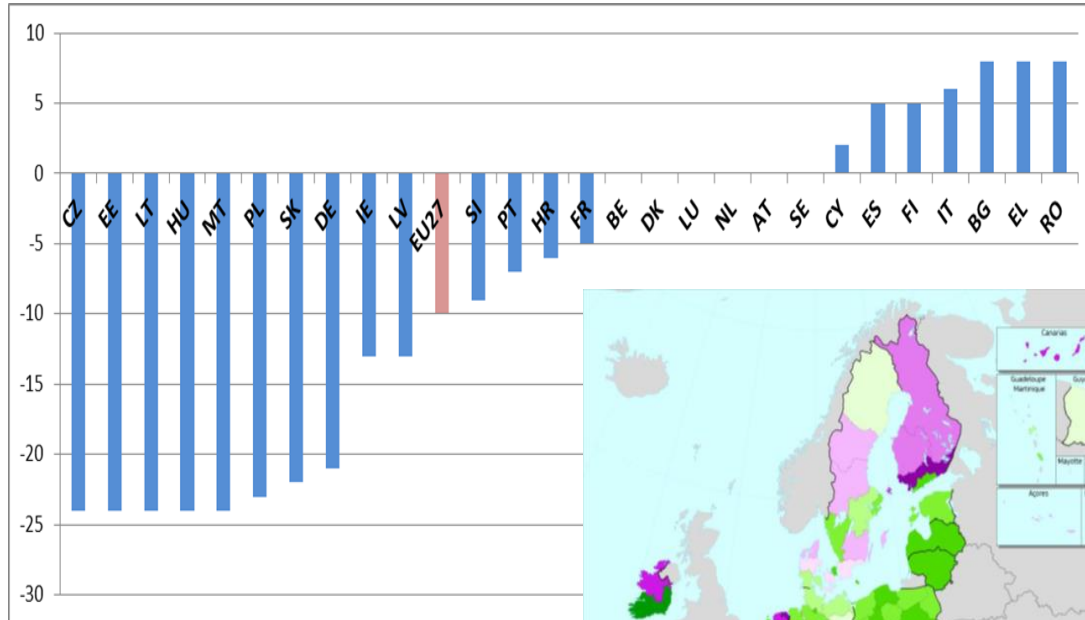 10
5
0
-5
-10
-15
-20
-25
-30
CZ
EE
LT
HU
MT
PL
SK
DE
IE
LV
EU27
SI
PT
HR
FR
BE
DK
LU
NL
AT
SE
CY
ES
FI
IT
BG
EL
RO
Canarias
Guadeloupe
Martinique
Guy
Mayotte
Açores